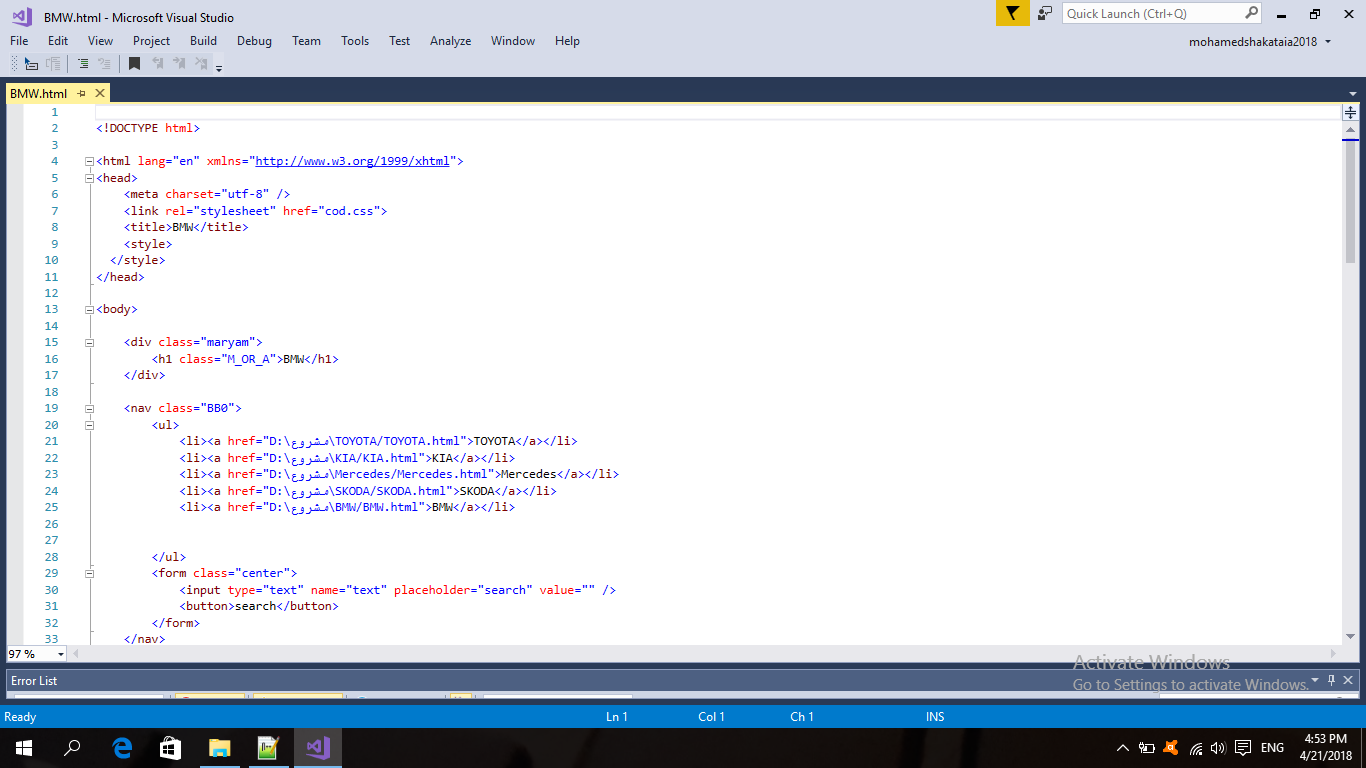 BMW.html - Microsoft Visual Studio
Quick Launch (Ctrl+Q)
File Edit View Project Build Debug Team Tools Test Analyze Window Help
mohamedshakataia2018
BMW.html
1
2 <!DOCTYPE html>
3
4 <html lang="en" xmlns="http://www.w3.org/1999/xhtml">
5 <head>
6 <meta charset="utf-8" />
7 <link rel="stylesheet" href="cod.css">
8 <title>BMW</title>
9 <style>
10 </style>
11 </head>
12
13 <body>
14
15 <div class="maryam">
16 <h1 class="M_OR_A">BMW</h1>
17 </div>
18
19 <nav class="BB0">
20 <ul>
21 <li><a href="D:\مشروع\TOYOTA/TOYOTA.html">TOYOTA</a></li>
22 <li><a href="D:\مشروع\KIA/KIA.html">KIA</a></li>
23 <li><a href="D:\مشروع\Mercedes/Mercedes.html">Mercedes</a></li>
24 <li><a href="D:\مشروع\SKODA/SKODA.html">SKODA</a></li>
25 <li><a href="D:\مشروع\BMW/BMW.html">BMW</a></li>
26
27
28 </ul>
29 <form class="center">
30 <input type="text" name="text" placeholder="search" value="" />
31 <button>search</button>
32 </form>
33 </nav>
97 %
Activate Windows
Go to Settings to activate Windows.
Error List
Ready Ln 1 Col 1 Ch 1 INS
ENG
4:53 PM
4/21/2018